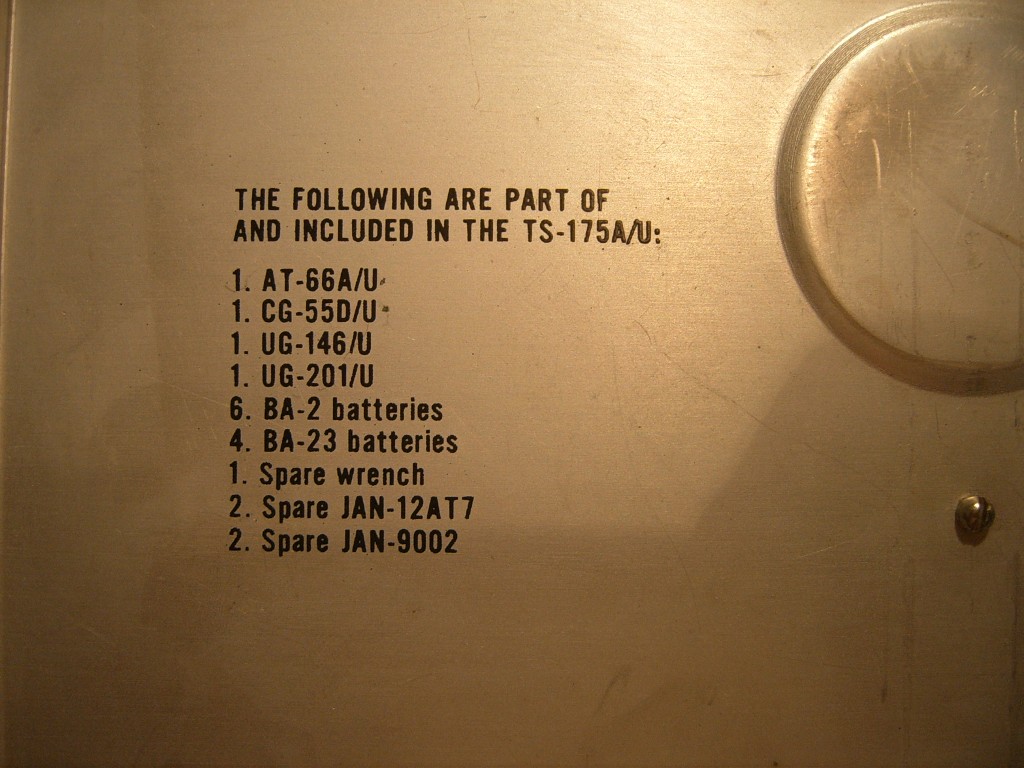 THE FOLLOWING ARE PART OF
AND INCLUDED IN THE TS-175A/U:
1. AT-66A/U
1. CG-55D/U
1. UG-146/U
1. UG-201/U
6. BA-2 batteries
4. BA-23 batteries
1. Spare wrench
2. Spare JAN-12AT7
2. Spare JAN-9002